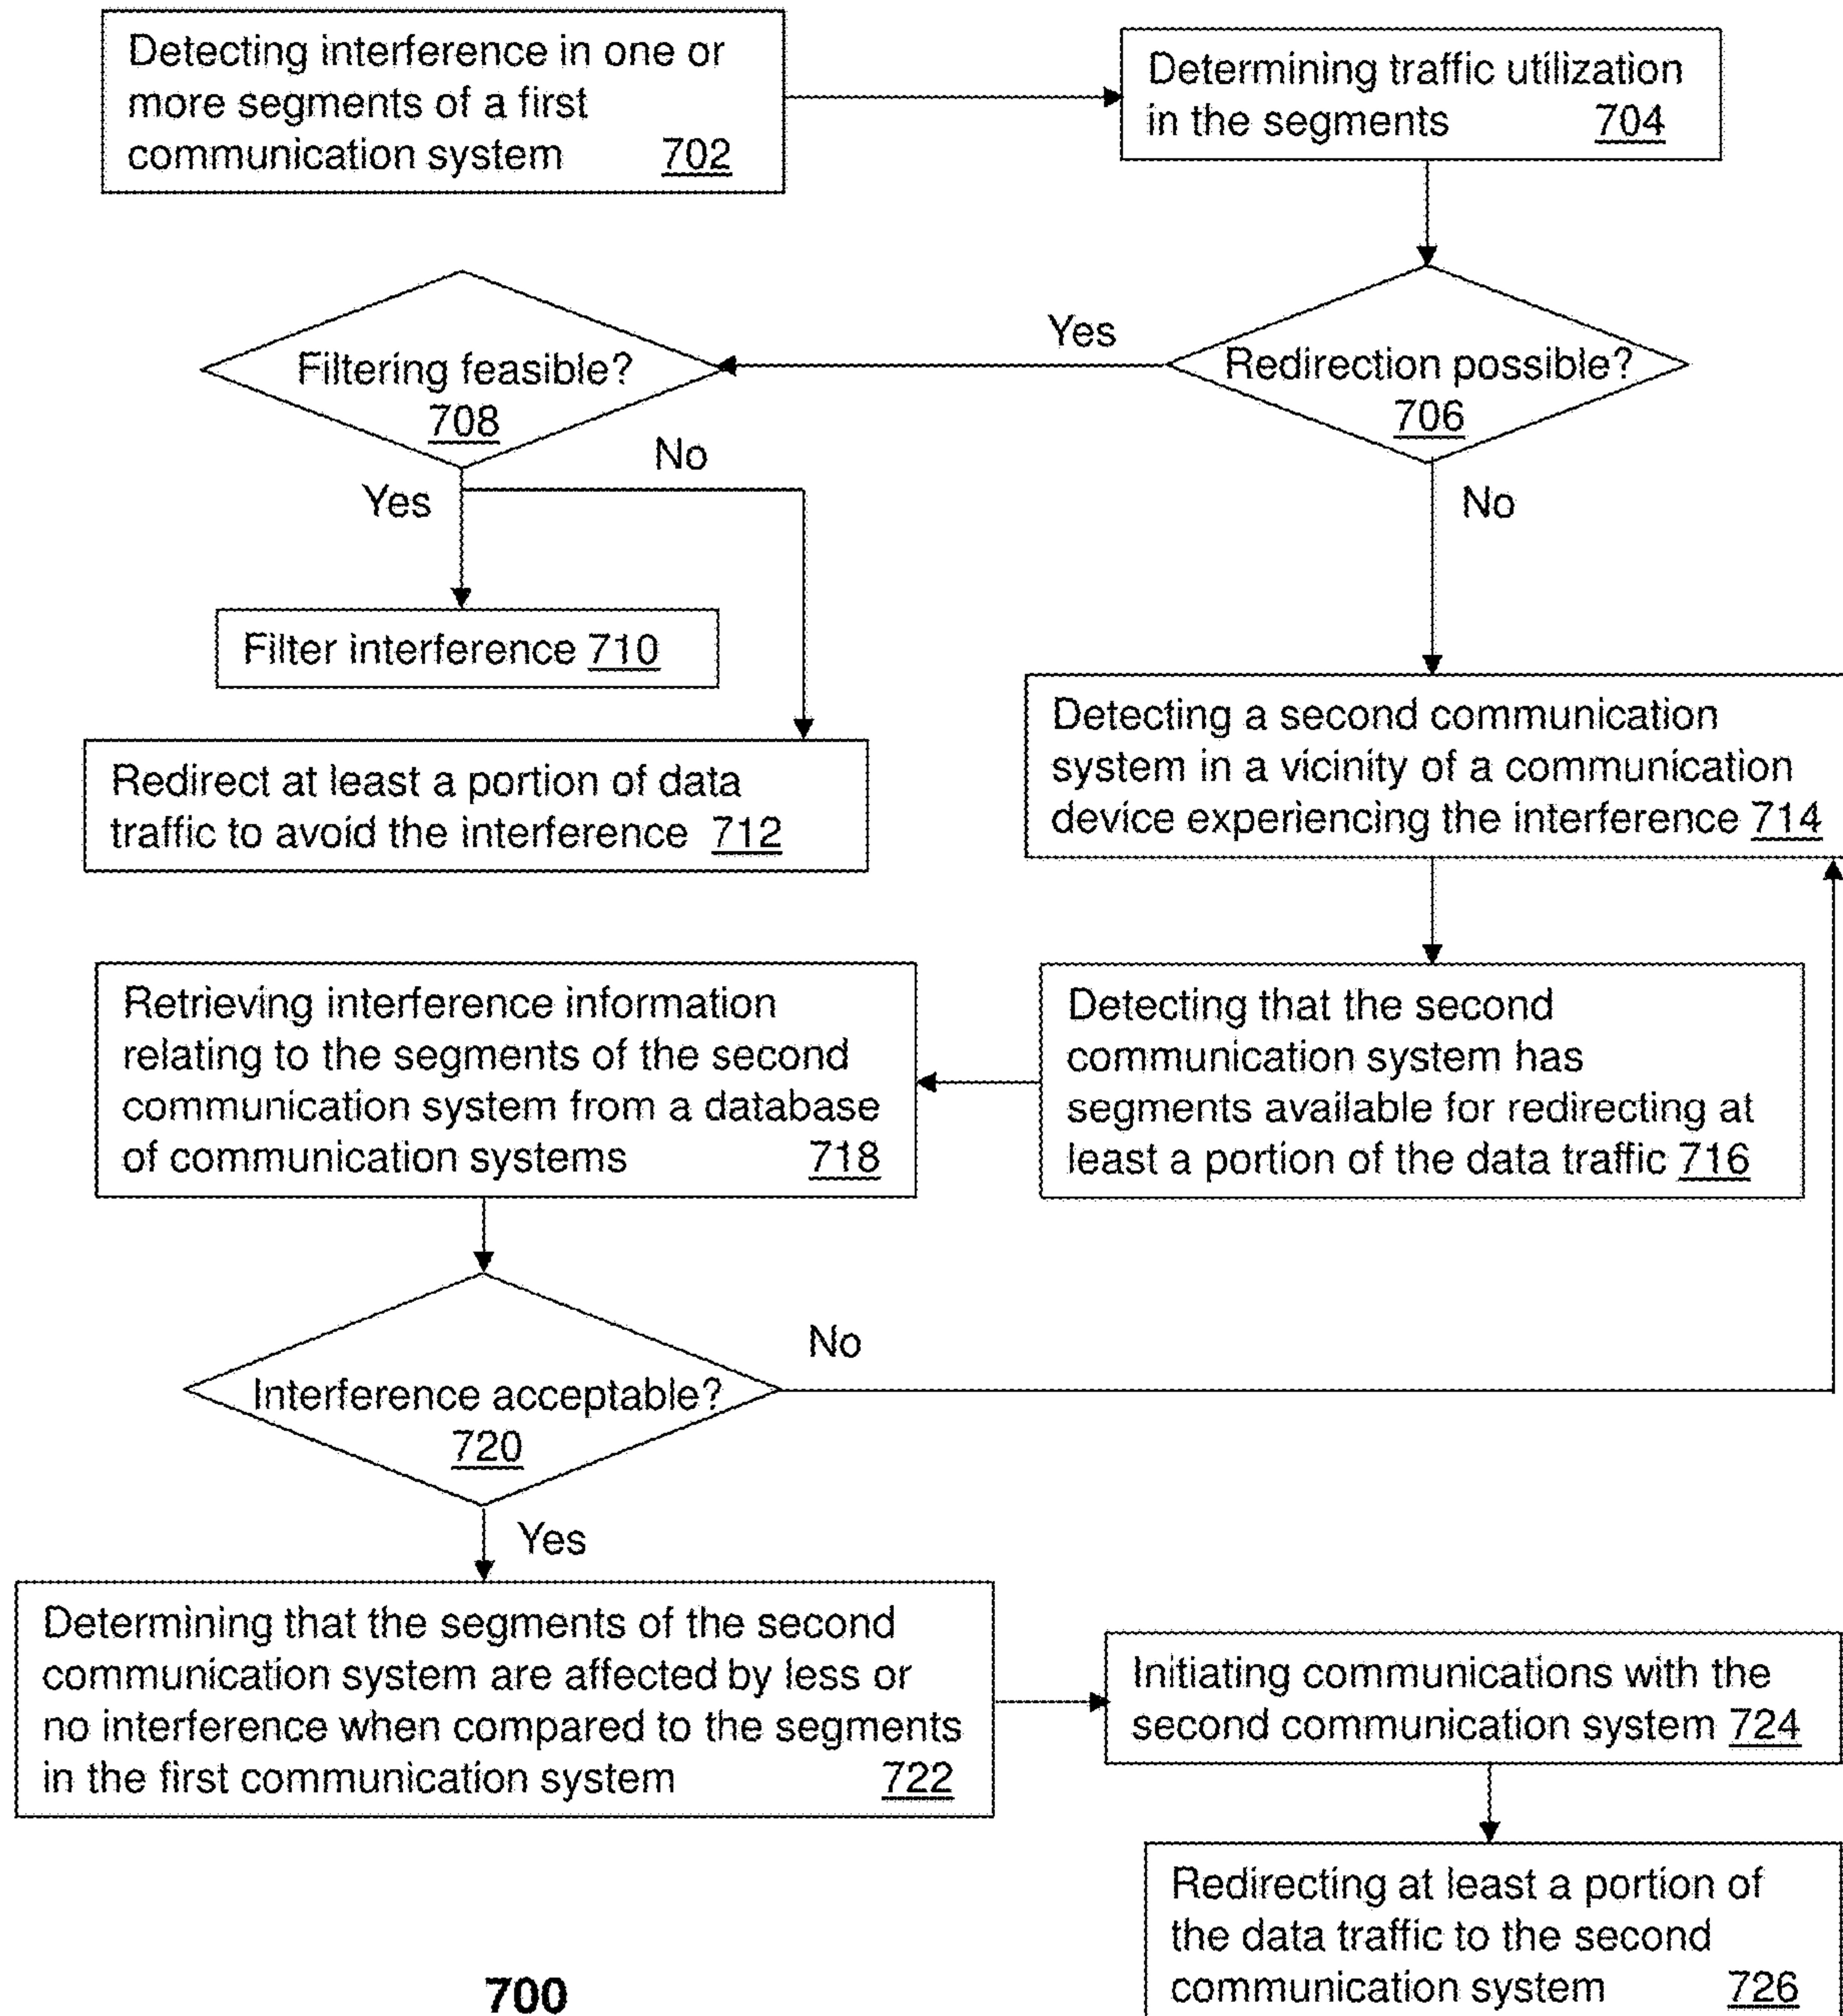 Detecting interference in one or
more segments of a first
communication system 702
Determining traffic utilization
in the segments 704
Redirection possible?
706
Yes
No
Filtering feasible?
708
Yes
No
Filter interference 710
Redirect at least a portion of data
traffic to avoid the interference 712
Detecting a second communication
system in a vicinity of a communication
device experiencing the interference 714
Detecting that the second
communication system has
segments available for redirecting at
least a portion of the data traffic 716
Retrieving interference information
relating to the segments of the second
communication system from a database
of communication systems 718
Interference acceptable?
720
No
Yes
Determining that the segments of the second
communication system are affected by less or
no interference when compared to the segments
in the first communication system 722
Initiating communications with the
second communication system 724
Redirecting at least a portion of
the data traffic to the second
communication system 726
700